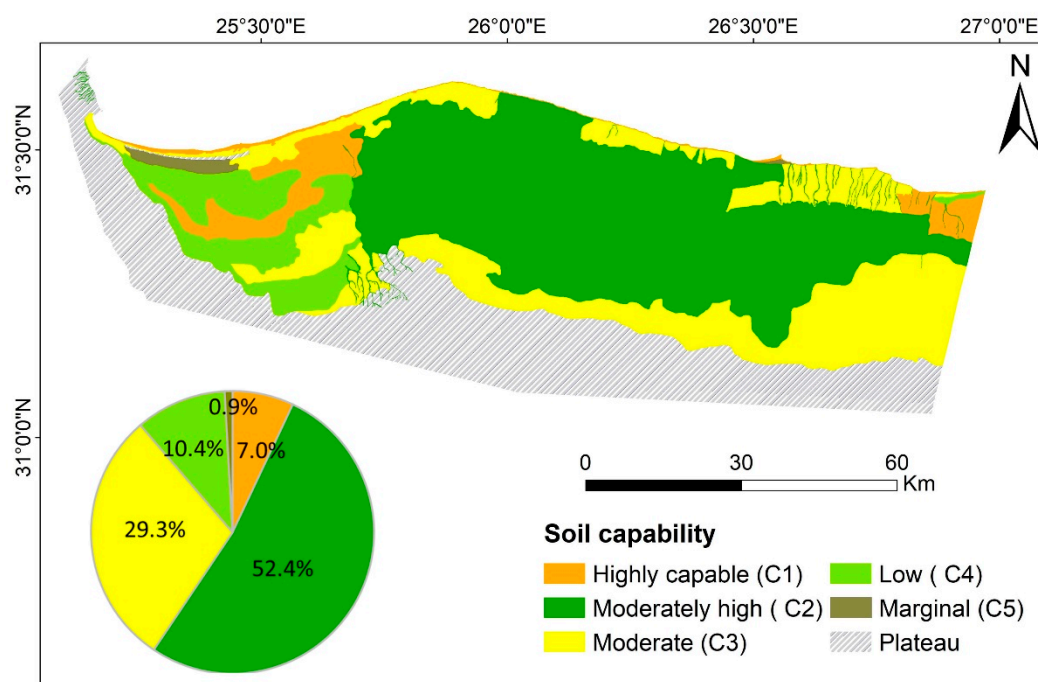 25°30'0"E
26°0'0"E
26°30'0"E
27°0'0"E
N
31°30'0"N
31°0'0"N
0.9%
7.0%
10.4%
29.3%
52.4%
0 30 60
Km
Soil capability
Highly capable (C1)
Moderately high ( C2)
Moderate (C3)
Low ( C4)
Marginal (C5)
Plateau